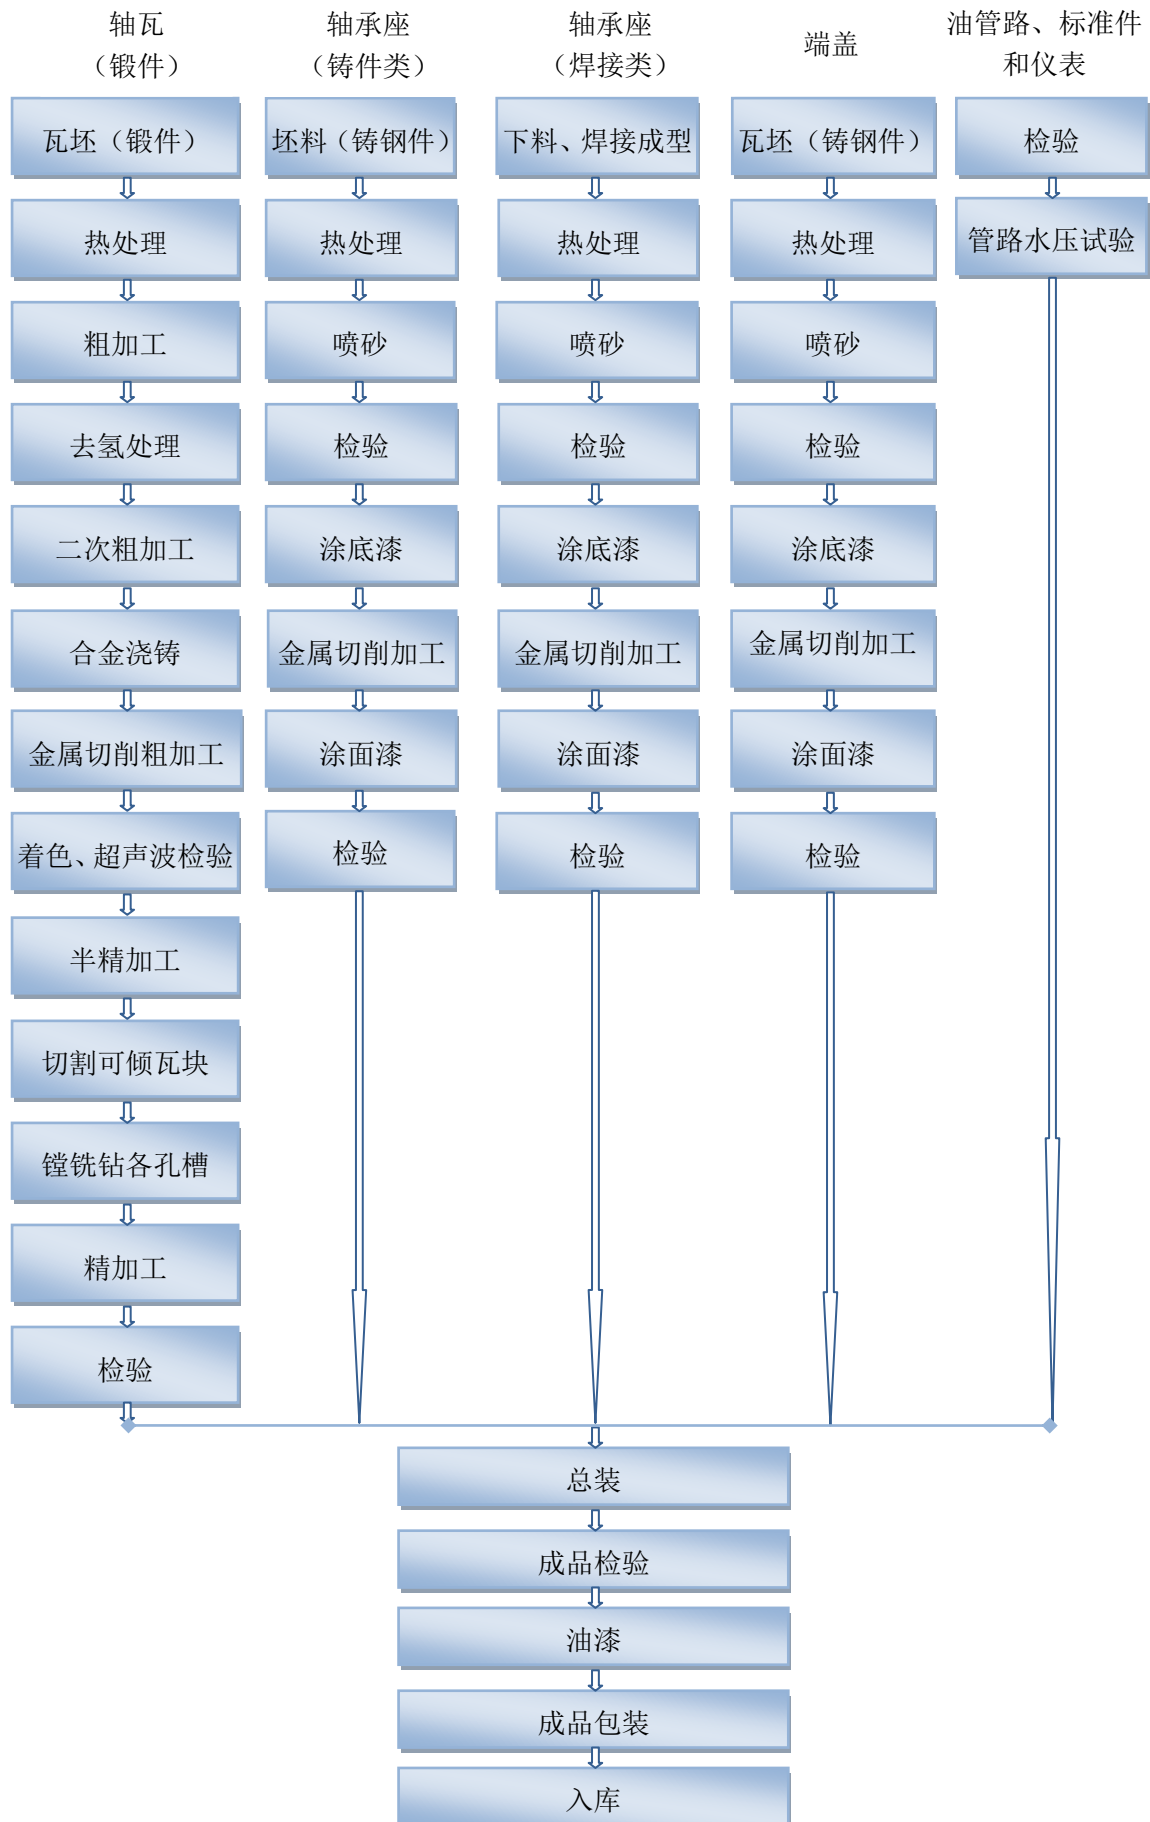 轴瓦
（锻件）
瓦坯（锻件）
热处理
粗加工
去氢处理
二次粗加工
合金浇铸
金属切削粗加工
着色、超声波检验
半精加工
切割可倾瓦块
镗铣钻各孔槽
精加工
检验
轴承座
（铸件类）
坯料（铸钢件）
热处理
喷砂
检验
涂底漆
金属切削加工
涂面漆
检验
轴承座
（焊接类）
下料、焊接成型
热处理
喷砂
检验
涂底漆
金属切削加工
涂面漆
检验
端盖
瓦坯（铸钢件）
热处理
喷砂
检验
涂底漆
金属切削加工
涂面漆
检验
油管路、标准件
和仪表
检验
管路水压试验
总装
成品检验
油漆
成品包装
入库